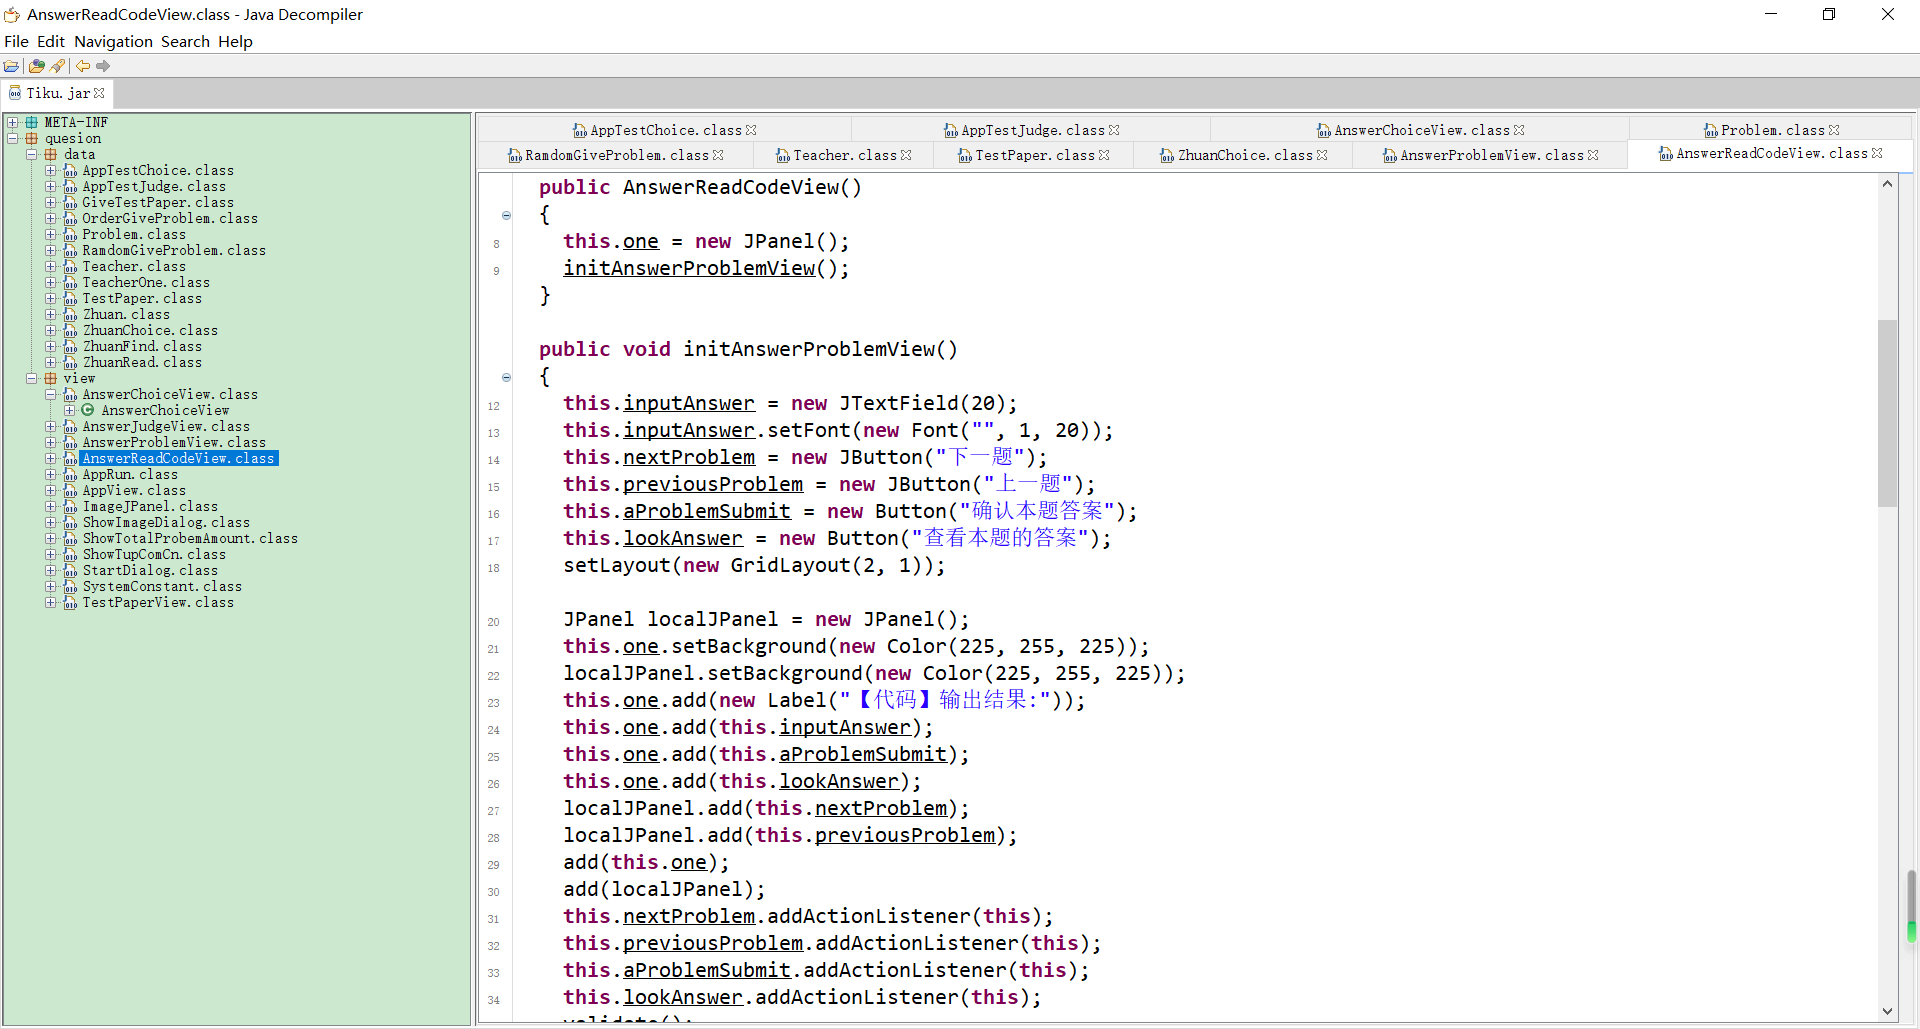 AnswerReadCodeView.class - Java Decompiler
File Edit Navigation Search Help
Tiku.jar
META-INF
quesion
data
AppTestChoice.class
AppTestJudge.class
GiveTestPaper.class
OrderGiveProblem.class
Problem.class
RamdomGiveProblem.class
Teacher.class
TeacherOne.class
TestPaper.class
Zhuan.class
ZhuanChoice.class
ZhuanFind.class
ZhuanRead.class
view
AnswerChoiceView.class
AnswerChoiceView
AnswerJudgeView.class
AnswerProblemView.class
AnswerReadCodeView.class
AppRun.class
AppView.class
ImageJPanel.class
ShowImageDialog.class
ShowTotalProbemAmount.class
ShowTupComCn.class
StartDialog.class
SystemConstant.class
TestPaperView.class
AppTestChoice.class AppTestJudge.class AnswerChoiceView.class Problem.class
RamdomGiveProblem.class Teacher.class TestPaper.class ZhuanChoice.class AnswerProblemView.class AnswerReadCodeView.class
public AnswerReadCodeView()
{
8 this.one = new JPanel();
9 initAnswerProblemView();
}
public void initAnswerProblemView()
{
12 this.inputAnswer = new JTextField(20);
13 this.inputAnswer.setFont(new Font("", 1, 20));
14 this.nextProblem = new JButton("下一题");
15 this.previousProblem = new JButton("上一题");
16 this.aProblemSubmit = new Button("确认本题答案");
17 this.lookAnswer = new Button("查看本题的答案");
18 setLayout(new GridLayout(2, 1));
20 JPanel localJPanel = new JPanel();
21 this.one.setBackground(new Color(225, 255, 225));
22 localJPanel.setBackground(new Color(225, 255, 225));
23 this.one.add(new Label("【代码】输出结果:"));
24 this.one.add(this.inputAnswer);
25 this.one.add(this.aProblemSubmit);
26 this.one.add(this.lookAnswer);
27 localJPanel.add(this.nextProblem);
28 localJPanel.add(this.previousProblem);
29 add(this.one);
30 add(localJPanel);
31 this.nextProblem.addActionListener(this);
32 this.previousProblem.addActionListener(this);
33 this.aProblemSubmit.addActionListener(this);
34 this.lookAnswer.addActionListener(this);
validate();